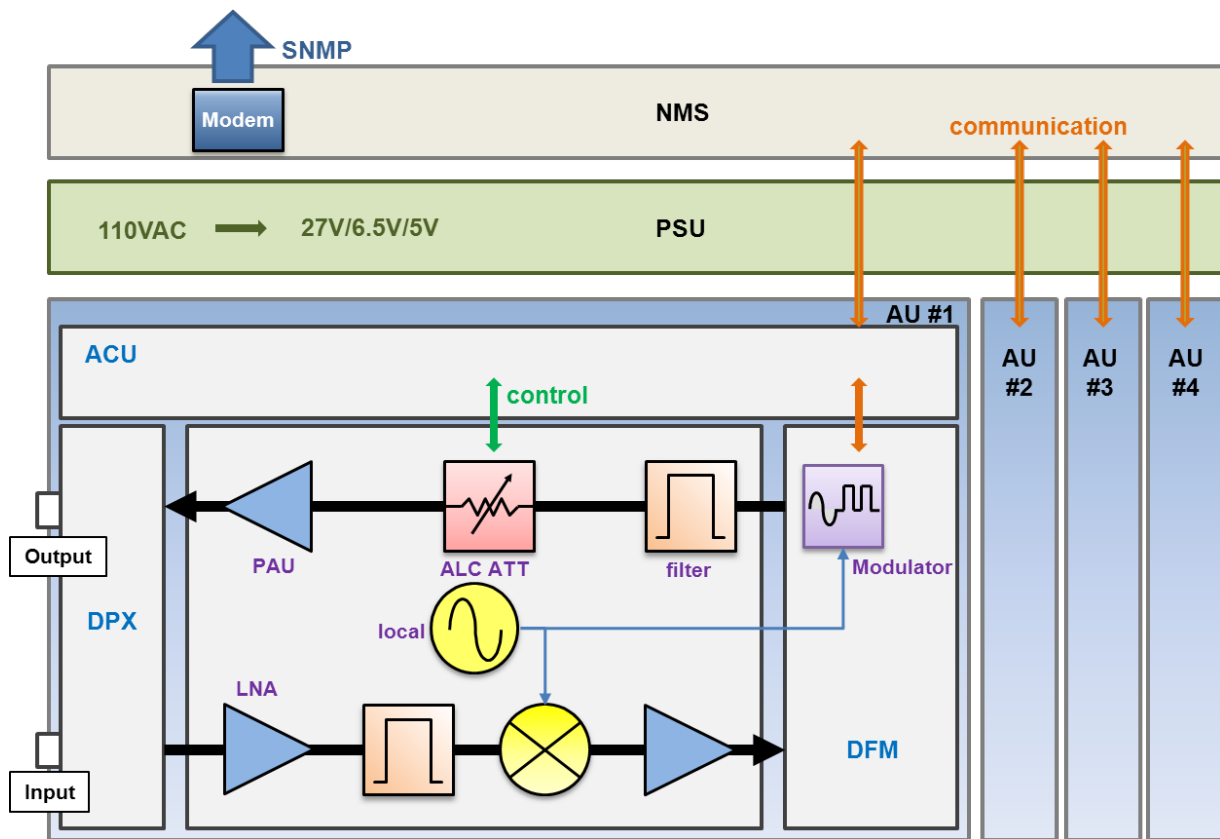 SNMP
Modem
NMS
communication
110VAC
27V/6.5V/5V
PSU
AU #1
ACU
control
AU
#2
AU
#3
AU
#4
Output
PAU
ALC ATT
filter
Modulator
DPX
local
LNA
DFM
Input